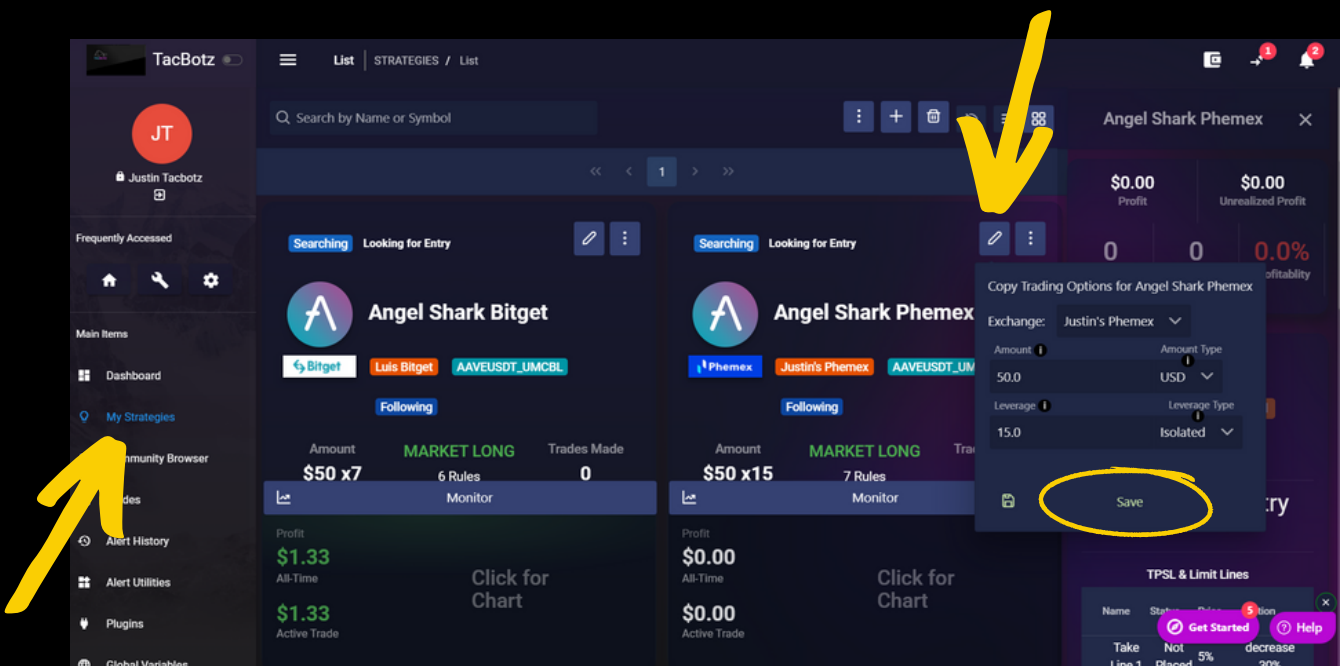 TacBotz
List
STRATEGIES / List
1
2
JT
Justin Tacbotz
Search by Name or Symbol
1
Angel Shark Phemex
$0.00
Profit
$0.00
Unrealized Profit
0
0
0.0%
Frequently Accessed
Main Items
Dashboard
My Strategies
Browser
Alert History
Alert Utilities
Plugins
Global Variables
Searching
Looking for Entry
Angel Shark Bitget
Bitget
Luis Bitget
AAVEUSDT_UMCBL
Following
Amount
$50 x7
MARKET LONG
6 Rules
Trades Made
0
Monitor
Profit
$1.33
All-Time
$1.33
Active Trade
Click for
Chart
Searching
Looking for Entry
Angel Shark Phemex
Phemex
Justin's Phemex
AAVEUSDT_UM
Following
Amount
$50 x15
MARKET LONG
7 Rules
Monitor
Profit
$0.00
All-Time
$0.00
Active Trade
Click for
Chart
Copy Trading Options for Angel Shark Phemex
Exchange: Justin's Phemex
Amount
50.0
Amount Type
USD
Leverage
15.0
Leverage Type
Isolated
Save
TPSL & Limit Lines
Name
5
Get Started
Help
Take
Line 1
Not
Placed
5%
decrease
30%